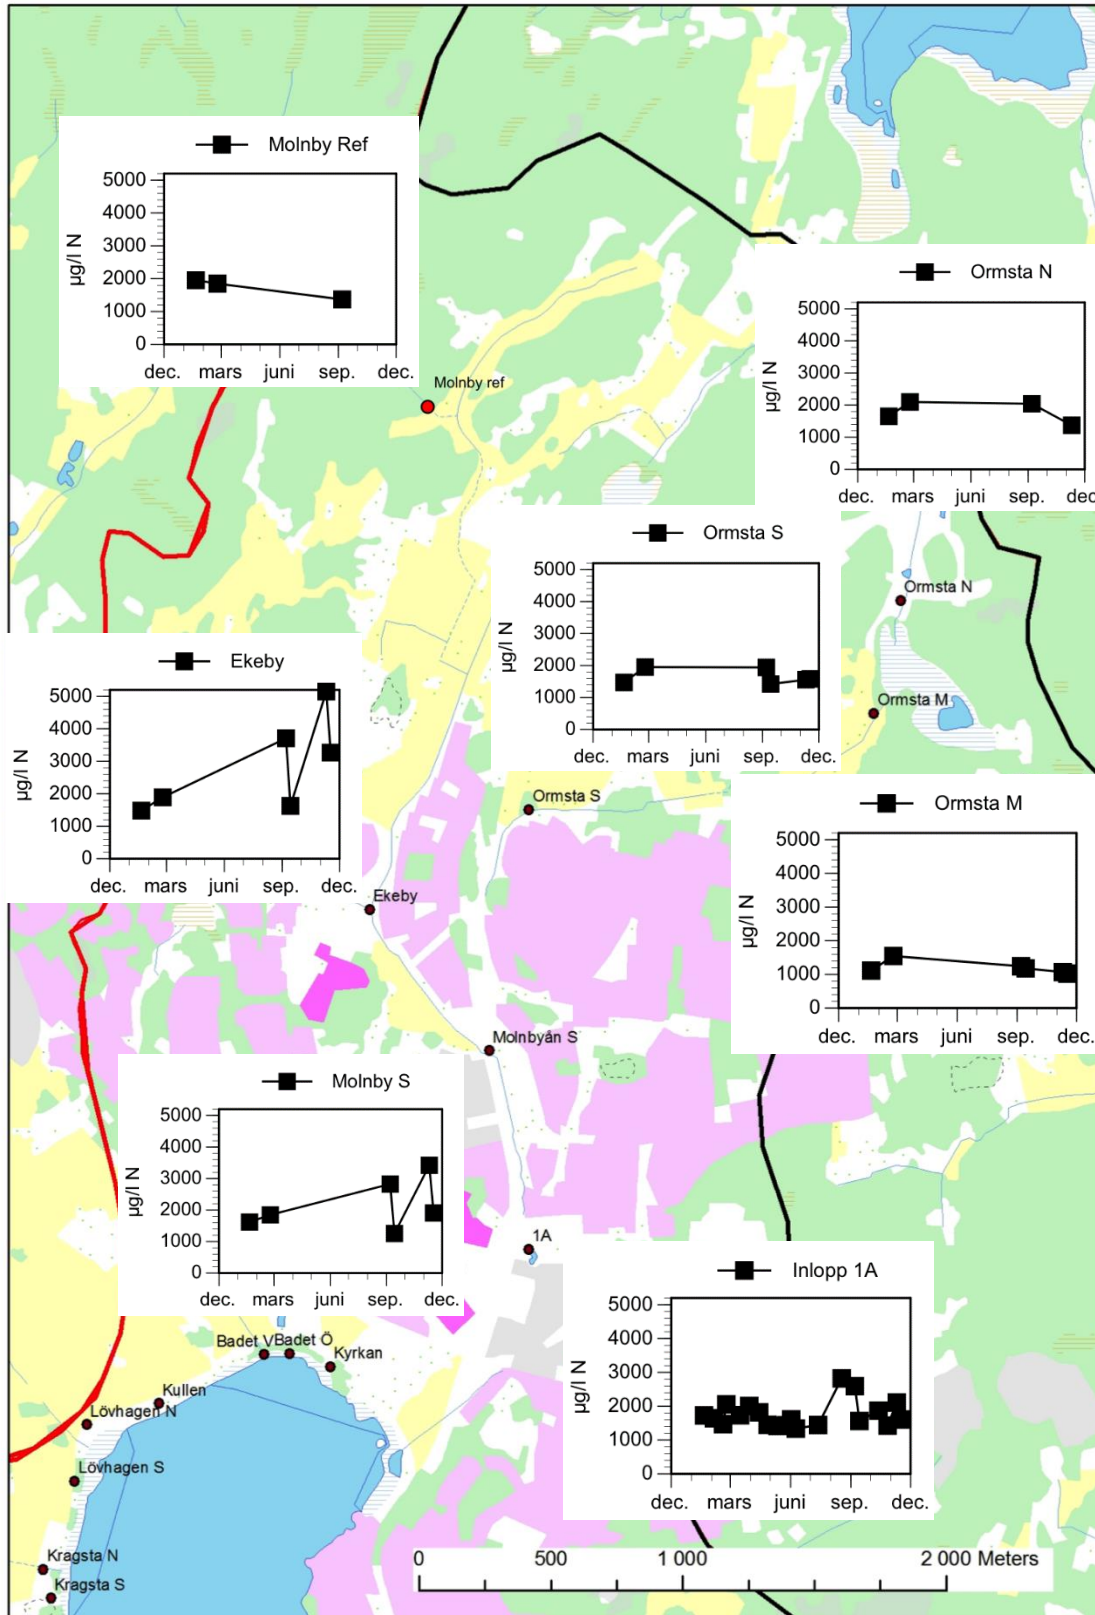 Molnby Ref
5000
4000
3000
2000
1000
0
µg/l N
dec. mars juni sep. dec.
Ormsta N
5000
4000
3000
2000
1000
0
µg/l N
dec. mars juni sep. dec
Molnby ref
Ormsta S
5000
4000
3000
2000
1000
0
µg/l N
dec. mars juni sep. dec.
Ormsta N
Ormsta M
Ekeby
5000
4000
3000
2000
1000
0
µg/l N
dec. mars juni sep. dec.
Ormsta S
Ormsta M
5000
4000
3000
2000
1000
0
µg/l N
dec. mars juni sep. dec.
Ekeby
Molnbyån S
Molnby S
5000
4000
3000
2000
1000
0
µg/l N
dec. mars juni sep. dec.
1A
Inlopp 1A
5000
4000
3000
2000
1000
0
µg/l N
dec. mars juni sep. dec.
Badet V Badet Ö
Kyrkan
Kullen
Lövhagen N
Lövhagen S
Kragsta N
Kragsta S
0 500 1 000 2 000 Meters